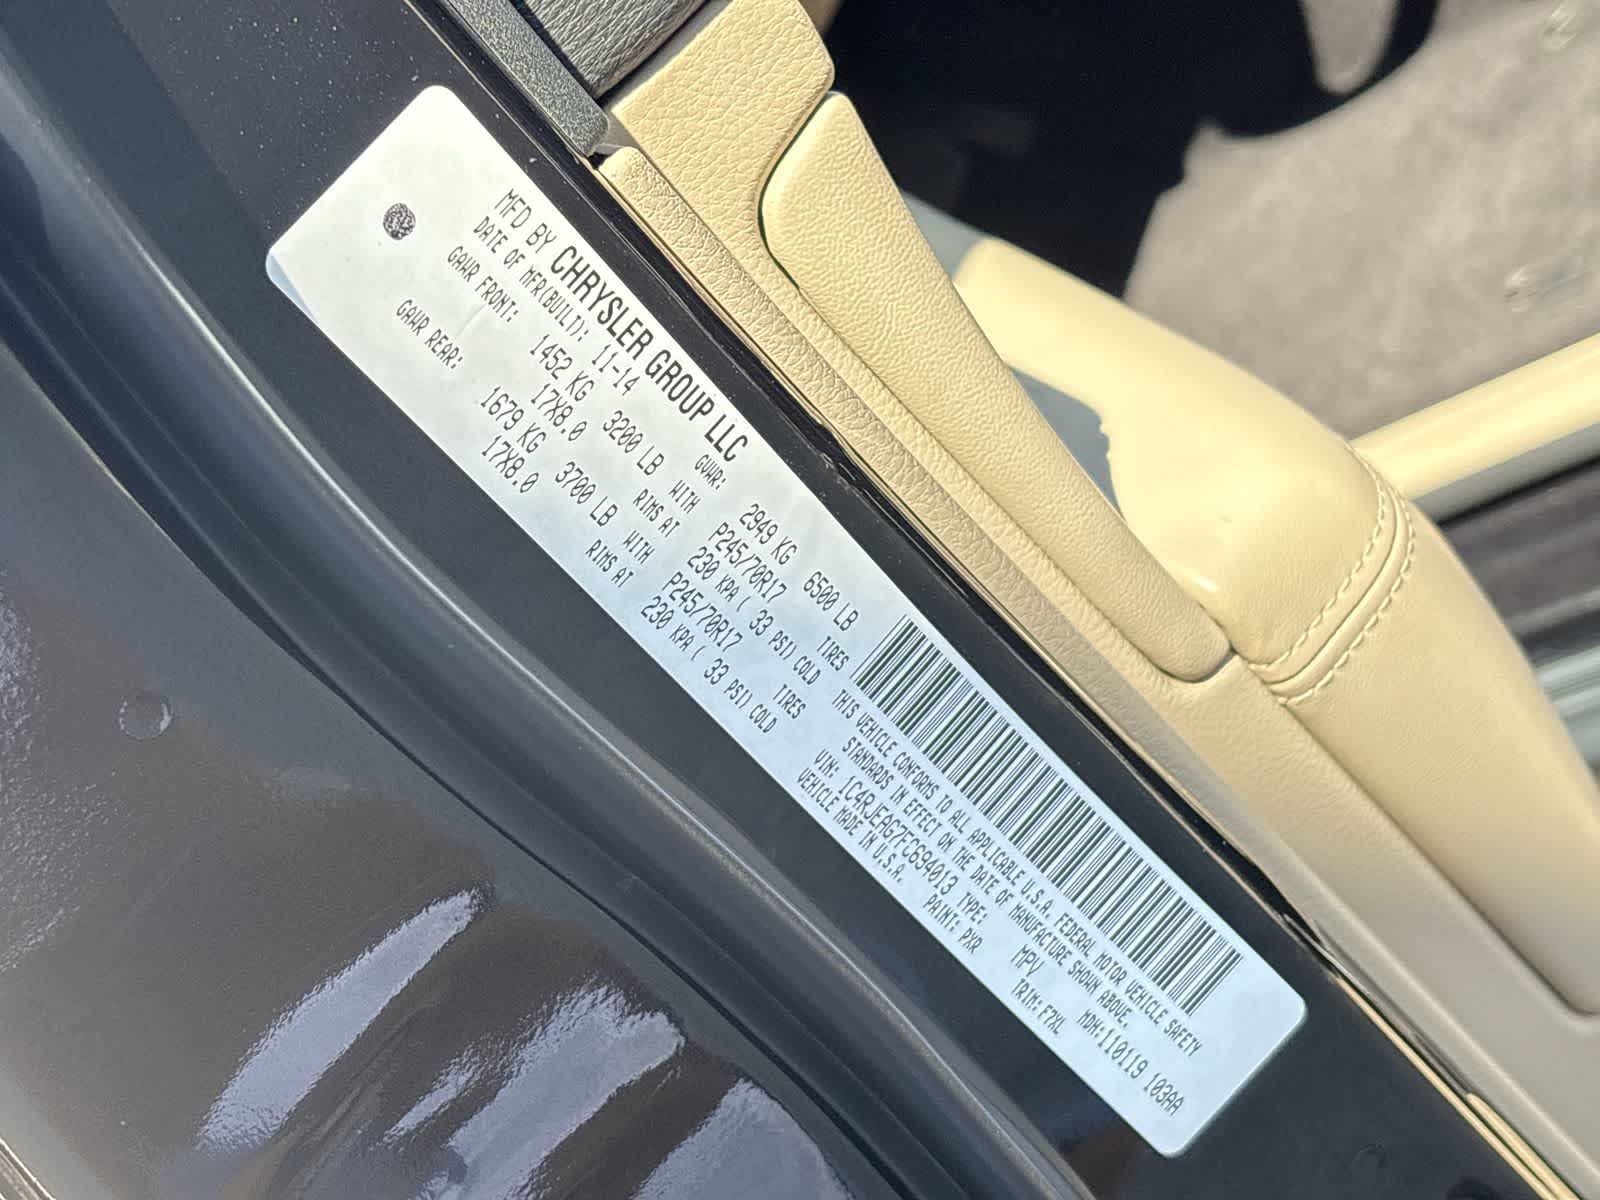 MFD BY CHRYSLER GROUP LLC
DATE OF MFR(BUILT): 11-14 GVWR: 2949 KG 6500 LB
GAWR FRONT: 1452 KG 3200 LB WITH P245/70R17 TIRES
17X8.0 RIMS AT 230 KPA ( 33 PSI) COLD
GAWR REAR: 1679 KG 3700 LB WITH P245/70R17 TIRES
17X8.0 RIMS AT 230 KPA ( 33 PSI) COLD
THIS VEHICLE CONFORMS TO ALL APPLICABLE U.S.A. FEDERAL MOTOR VEHICLE SAFETY
STANDARDS IN EFFECT ON THE DATE OF MANUFACTURE SHOWN ABOVE.
VIN: 1C4RJEAG7FC694013 TYPE: MPV MDH:110119 103AA
VEHICLE MADE IN U.S.A. PAINT: PXR TRIM: F7XL